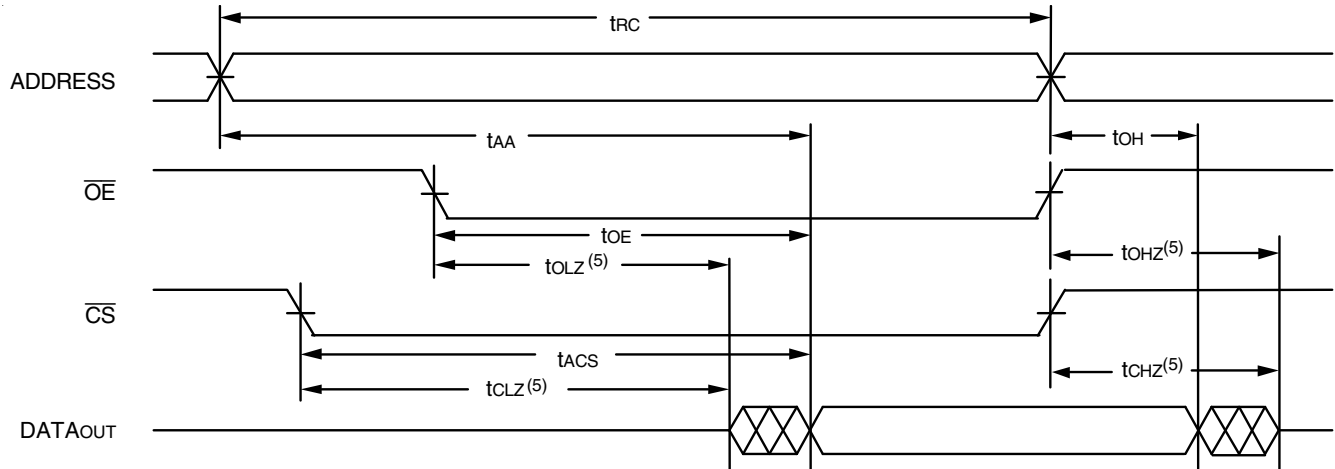 tRC
ADDRESS
tAA
tOH
OE
tOE
tOLZ(5)
tOHZ(5)
CS
tACS
tCLZ(5)
tCHZ(5)
DATAOUT